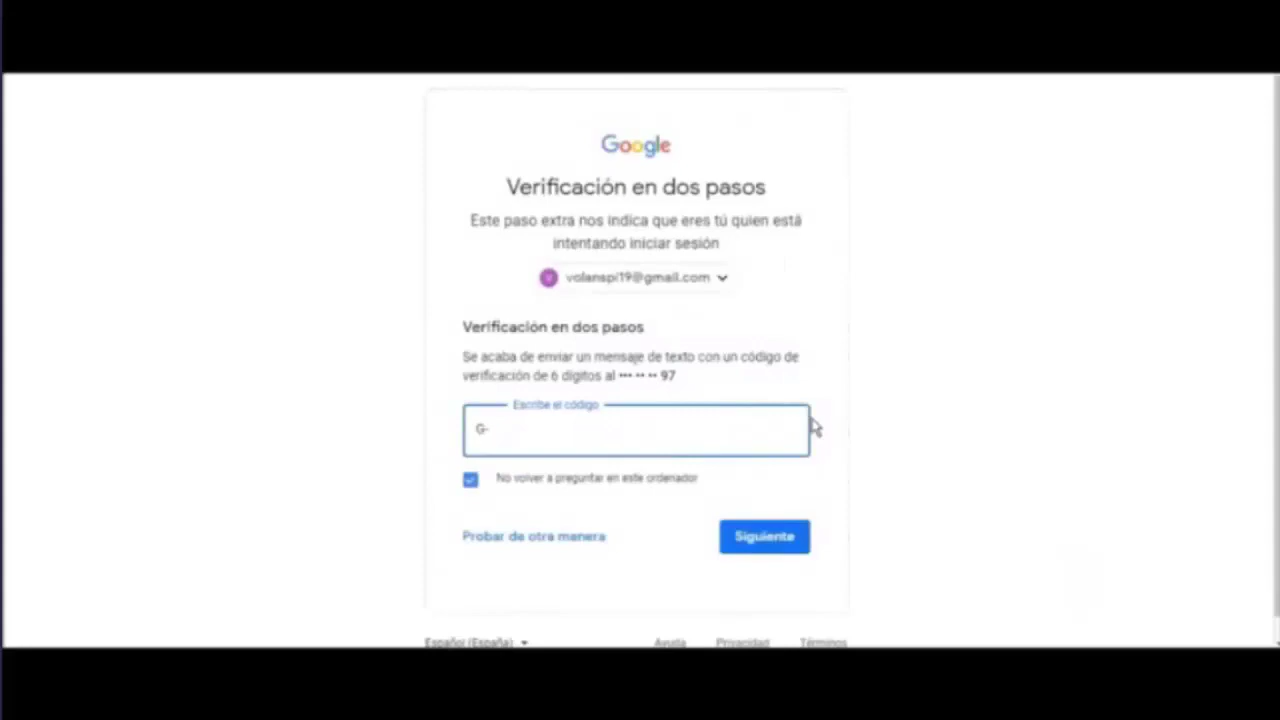 Google
Verificación en dos pasos
Este paso extra nos indica que eres tú quien está
intentando iniciar sesión
V
volanspi19@gmail.com
Verificación en dos pasos
Se acaba de enviar un mensaje de texto con un código de
verificación de 6 dígitos al ••• •• •• 97
Escribe el código
G-
No volver a preguntar en este ordenador
Probar de otra manera
Siguiente
Español (España)
Ayuda
Privacidad
Términos